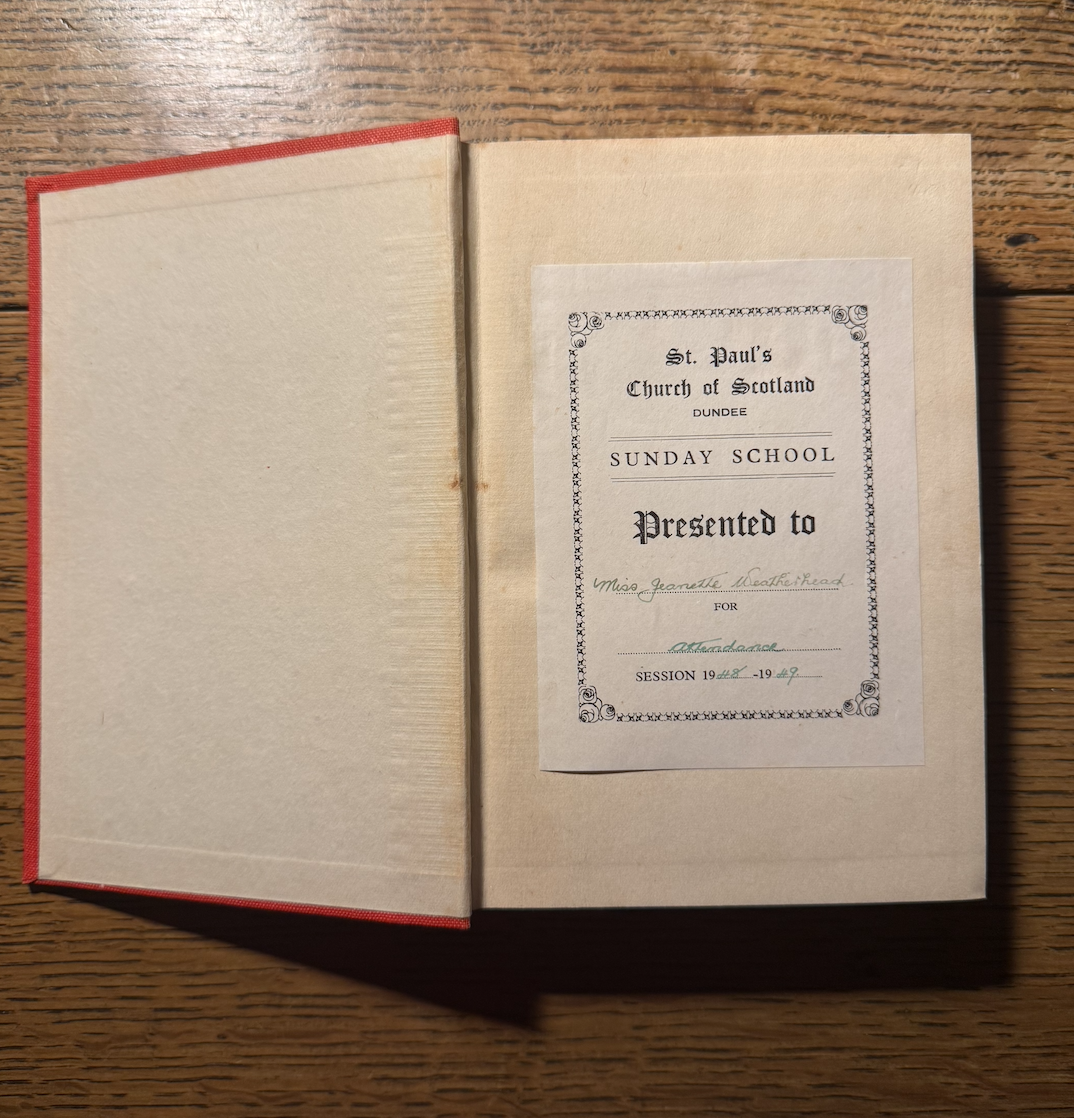 St. Paul's
Church of Scotland
DUNDEE
SUNDAY SCHOOL
Presented to
Miss Jeanette Weatherhead
FOR
Attendance
SESSION 1948-1949